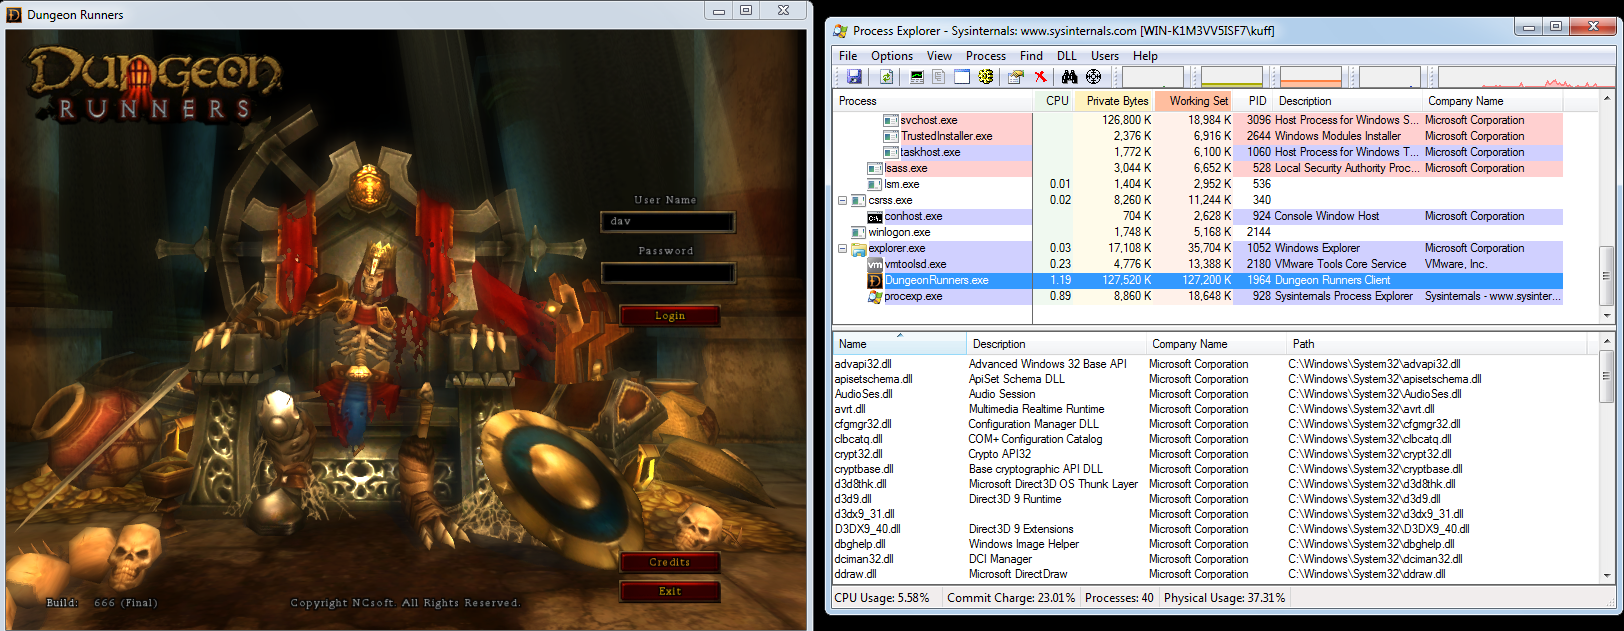 Dungeon Runners
DUNGEON
RUNNERS
User Name
dav
Password
Login
Credits
Exit
Build: 666 (Final)
Copyright NCsoft. All Rights Reserved.
Process Explorer - Sysinternals: www.sysinternals.com [WIN-K1M3VV5ISF7\kuff]
File Options View Process Find DLL Users Help
Process CPU Private Bytes Working Set PID Description Company Name
svchost.exe 126,800 K 18,984 K 3096 Host Process for Windows S... Microsoft Corporation
TrustedInstaller.exe 2,376 K 6,916 K 2644 Windows Modules Installer Microsoft Corporation
taskhost.exe 1,772 K 6,100 K 1060 Host Process for Windows T... Microsoft Corporation
lsass.exe 3,044 K 6,652 K 528 Local Security Authority Proc... Microsoft Corporation
lsm.exe 0.01 1,404 K 2,952 K 536
csrss.exe 0.02 8,260 K 11,244 K 340
C:\. conhost.exe 704 K 2,628 K 924 Console Window Host Microsoft Corporation
winlogon.exe 1,748 K 5,168 K 2144
explorer.exe 0.03 17,108 K 35,704 K 1052 Windows Explorer Microsoft Corporation
vm vmtoolsd.exe 0.23 4,776 K 13,388 K 2180 VMware Tools Core Service VMware, Inc.
DungeonRunners.exe 1.19 127,520 K 127,200 K 1964 Dungeon Runners Client
procexp.exe 0.89 8,860 K 18,648 K 928 Sysinternals Process Explorer Sysinternals - www.sysinter...
Name Description Company Name Path
advapi32.dll Advanced Windows 32 Base API Microsoft Corporation C:\Windows\System32\advapi32.dll
apisetschema.dll ApiSet Schema DLL Microsoft Corporation C:\Windows\System32\apisetschema.dll
AudioSes.dll Audio Session Microsoft Corporation C:\Windows\System32\AudioSes.dll
avrt.dll Multimedia Realtime Runtime Microsoft Corporation C:\Windows\System32\avrt.dll
cfgmgr32.dll Configuration Manager DLL Microsoft Corporation C:\Windows\System32\cfgmgr32.dll
clbcatq.dll COM+ Configuration Catalog Microsoft Corporation C:\Windows\System32\clbcatq.dll
crypt32.dll Crypto API32 Microsoft Corporation C:\Windows\System32\crypt32.dll
cryptbase.dll Base cryptographic API DLL Microsoft Corporation C:\Windows\System32\cryptbase.dll
d3d8thk.dll Microsoft Direct3D OS Thunk Layer Microsoft Corporation C:\Windows\System32\d3d8thk.dll
d3d9.dll Direct3D 9 Runtime Microsoft Corporation C:\Windows\System32\d3d9.dll
d3dx9_31.dll Microsoft Corporation C:\Windows\System32\d3dx9_31.dll
D3DX9_40.dll Direct3D 9 Extensions Microsoft Corporation C:\Windows\System32\D3DX9_40.dll
dbghelp.dll Windows Image Helper Microsoft Corporation C:\Windows\System32\dbghelp.dll
dciman32.dll DCI Manager Microsoft Corporation C:\Windows\System32\dciman32.dll
ddraw.dll Microsoft DirectDraw Microsoft Corporation C:\Windows\System32\ddraw.dll
CPU Usage: 5.58% Commit Charge: 23.01% Processes: 40 Physical Usage: 37.31%